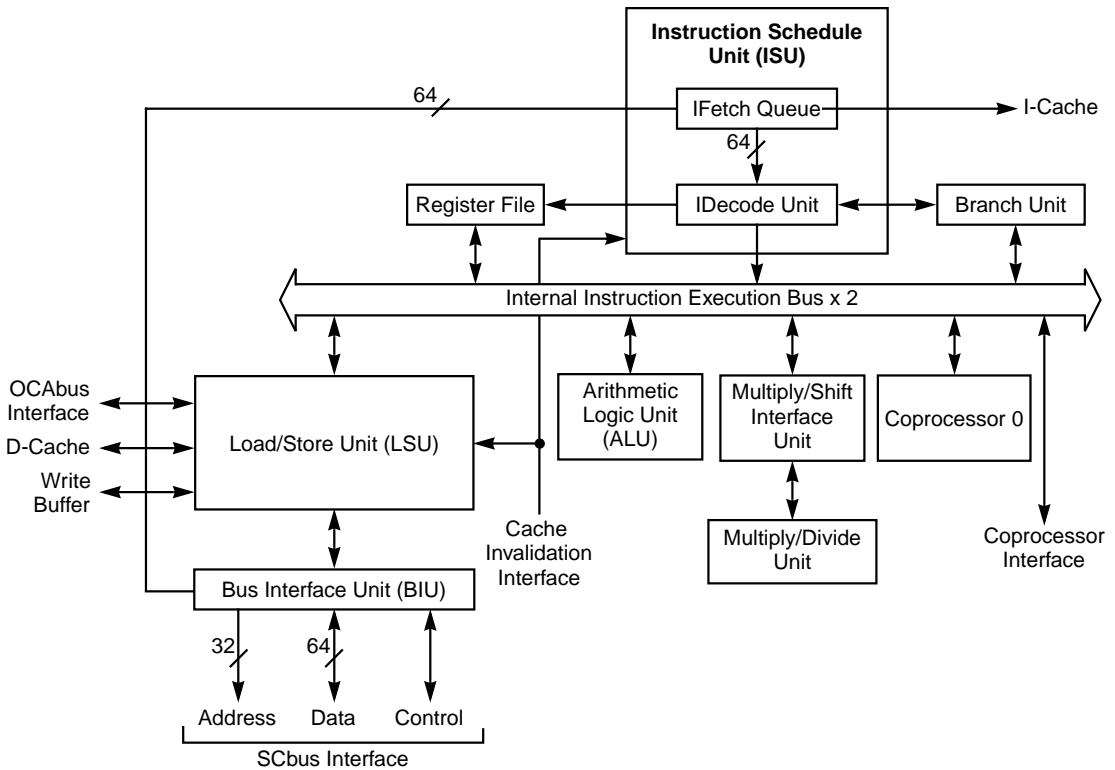 Instruction Schedule
Unit (ISU)
64
IFetch Queue
I-Cache
64
Register File
IDecode Unit
Branch Unit
Internal Instruction Execution Bus x 2
OCAbus
Interface
D-Cache
Write
Buffer
Load/Store Unit (LSU)
Arithmetic
Logic Unit
(ALU)
Multiply/Shift
Interface
Unit
Coprocessor 0
Cache
Invalidation
Interface
Multiply/Divide
Unit
Coprocessor
Interface
Bus Interface Unit (BIU)
32
64
Address
Data
Control
SCbus Interface